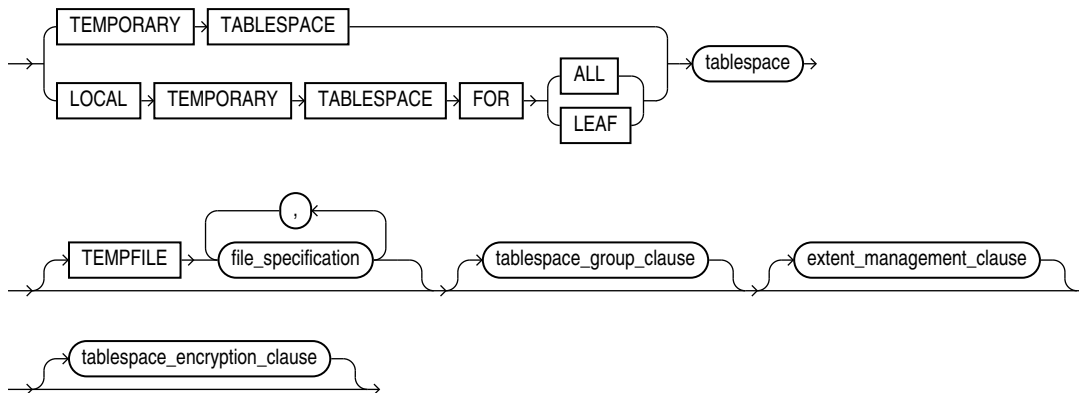 TEMPORARY TABLESPACE
tablespace
LOCAL TEMPORARY TABLESPACE FOR ALL
LEAF
,
TEMPFILE file_specification tablespace_group_clause extent_management_clause
tablespace_encryption_clause